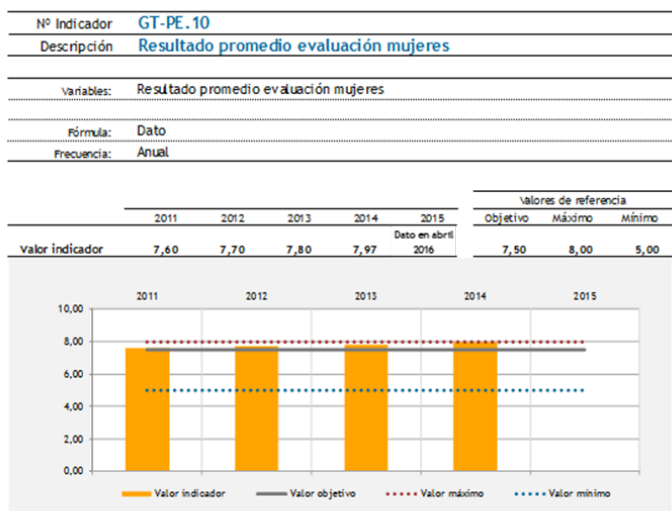 Nº Indicador GT-PE.10
Descripción Resultado promedio evaluación mujeres
Variables: Resultado promedio evaluación mujeres
Fórmula: Dato
Frecuencia: Anual
Valores de referencia
2011 2012 2013 2014 2015 Objetivo Máximo Mínimo
Valor indicador 7,60 7,70 7,80 7,97 Dato en abril 2016 7,50 8,00 5,00
2011 2012 2013 2014 2015
10,00
8,00
6,00
4,00
2,00
0,00
Valor indicador Valor objetivo Valor máximo Valor mínimo